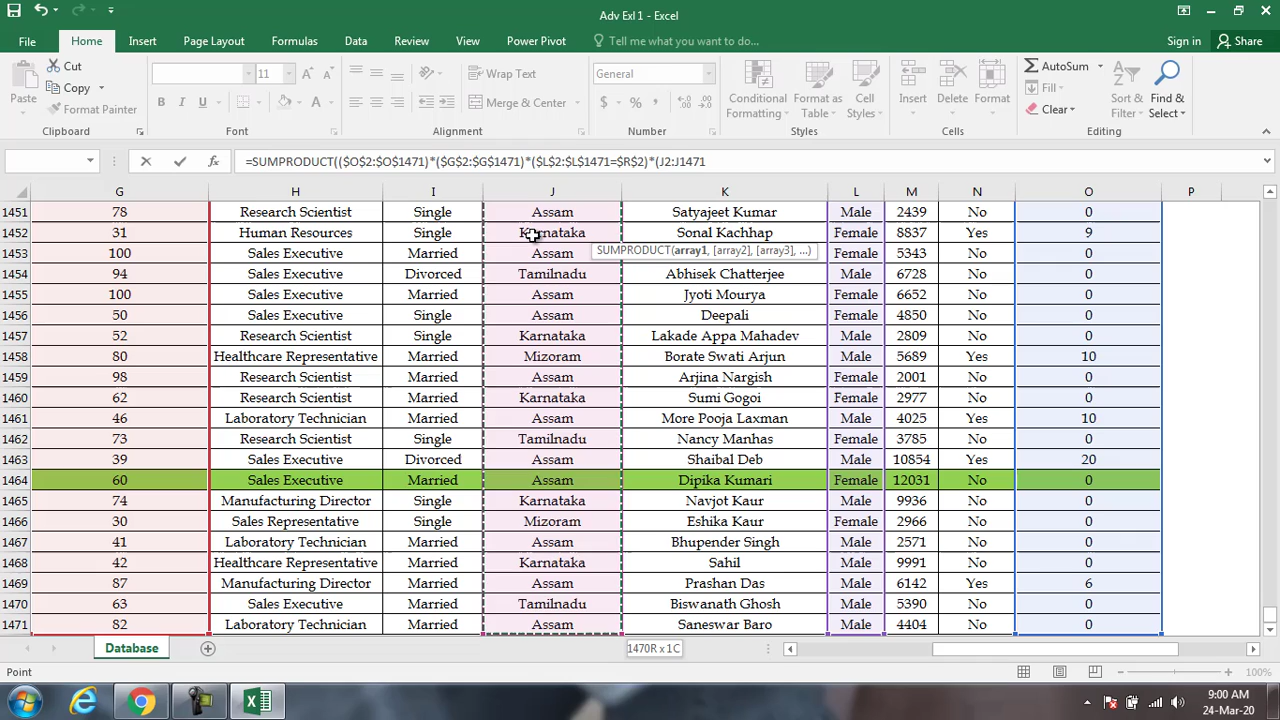 Adv Exl 1 - Excel
File Home Insert Page Layout Formulas Data Review View Power Pivot Tell me what you want to do... Sign in Share
Paste Cut Copy Format Painter Clipboard
11 B I U A Font
Wrap Text Merge & Center Alignment
General $ % , Number
Conditional Formatting Format as Table Cell Styles Styles
Insert Delete Format Cells
AutoSum Fill Clear Sort & Filter Find & Select Editing
=SUMPRODUCT(($O$2:$O$1471)*($G$2:$G$1471)*($L$2:$L$1471=$R$2)*(J2:J1471
G H I J K L M N O P
1451 78 Research Scientist Single Assam Satyajeet Kumar Male 2439 No 0
1452 31 Human Resources Single Karnataka Sonal Kachhap Female 8837 Yes 9
SUMPRODUCT(array1, [array2], [array3], ...)
1453 100 Sales Executive Married Assam Female 5343 No 0
1454 94 Sales Executive Divorced Tamilnadu Abhisek Chatterjee Male 6728 No 0
1455 100 Sales Executive Married Assam Jyoti Mourya Female 6652 No 0
1456 50 Sales Executive Married Assam Deepali Female 4850 No 0
1457 52 Research Scientist Single Karnataka Lakade Appa Mahadev Male 2809 No 0
1458 80 Healthcare Representative Married Mizoram Borate Swati Arjun Male 5689 Yes 10
1459 98 Research Scientist Married Assam Arjina Nargish Male 2001 No 0
1460 62 Research Scientist Married Karnataka Sumi Gogoi Female 2977 No 0
1461 46 Laboratory Technician Married Assam More Pooja Laxman Male 4025 Yes 10
1462 73 Research Scientist Single Tamilnadu Nancy Manhas Female 3785 No 0
1463 39 Sales Executive Divorced Assam Shaibal Deb Male 10854 Yes 20
1464 60 Sales Executive Married Assam Dipika Kumari Female 12031 No 0
1465 74 Manufacturing Director Single Karnataka Navjot Kaur Male 9936 No 0
1466 30 Sales Representative Single Mizoram Eshika Kaur Female 2966 No 0
1467 41 Laboratory Technician Married Assam Bhupender Singh Male 2571 No 0
1468 42 Healthcare Representative Married Karnataka Sahil Male 9991 No 0
1469 87 Manufacturing Director Married Assam Prashan Das Male 6142 Yes 6
1470 63 Sales Executive Married Tamilnadu Biswanath Ghosh Male 5390 No 0
1471 82 Laboratory Technician Married Assam Saneswar Baro Male 4404 No 0
Database 1470R x 1C
Point 100%
9:00 AM
24-Mar-20